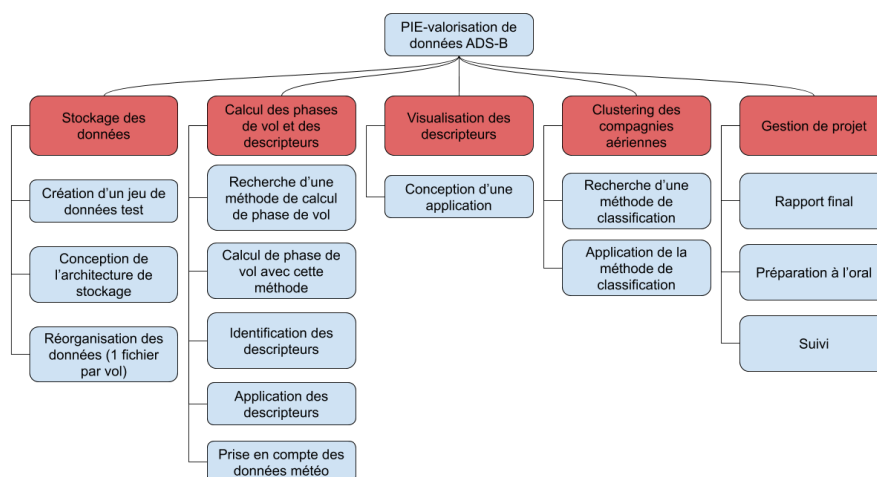 PIE-valorisation de
données ADS-B
Stockage des
données
Calcul des phases
de vol et des
descripteurs
Visualisation des
descripteurs
Clustering des
compagnies
aériennes
Gestion de projet
Création d’un jeu de
données test
Conception de
l’architecture de
stockage
Réorganisation des
données (1 fichier
par vol)
Recherche d’une
méthode de calcul
de phase de vol
Calcul de phase de
vol avec cette
méthode
Identification des
descripteurs
Application des
descripteurs
Prise en compte des
données météo
Conception d’une
application
Recherche d’une
méthode de
classification
Application de la
méthode de
classification
Rapport final
Préparation à l’oral
Suivi